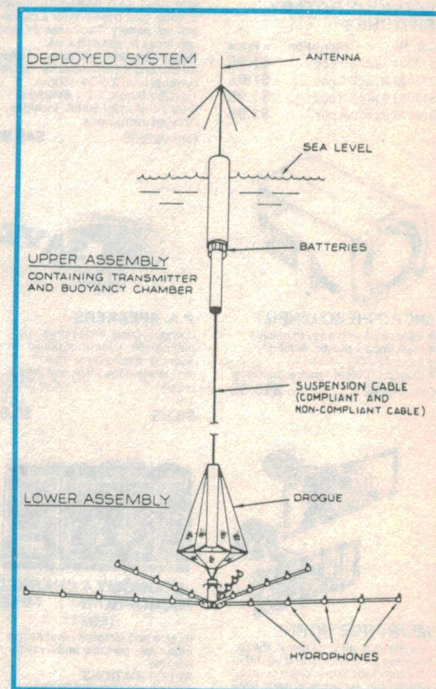 DEPLOYED SYSTEM
ANTENNA
SEA LEVEL
BATTERIES
UPPER ASSEMBLY
CONTAINING TRANSMITTER
AND BUOYANCY CHAMBER
SUSPENSION CABLE
(COMPLIANT AND
NON-COMPLIANT CABLE)
LOWER ASSEMBLY
DROGUE
HYDROPHONES